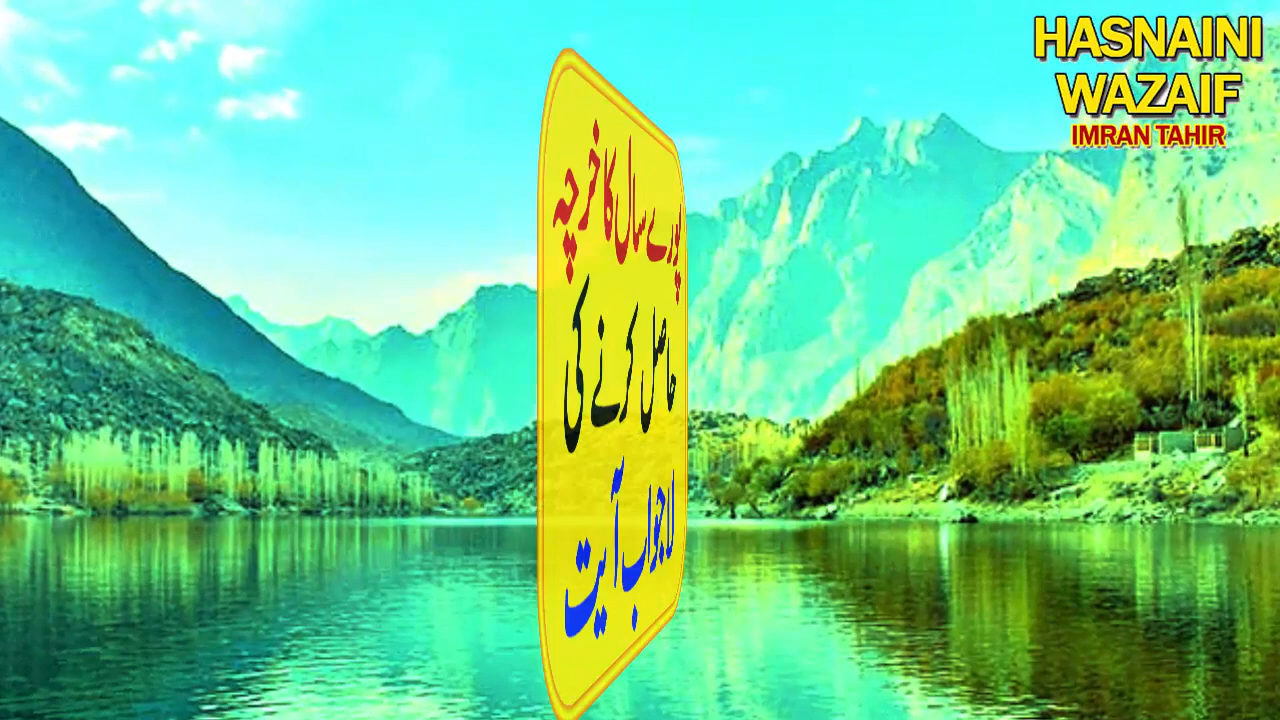 HASNAINI
WAZAIF
IMRAN TAHIR
پورے سال کا خرچہ
حاصل کرنے کی
لاجواب آیت